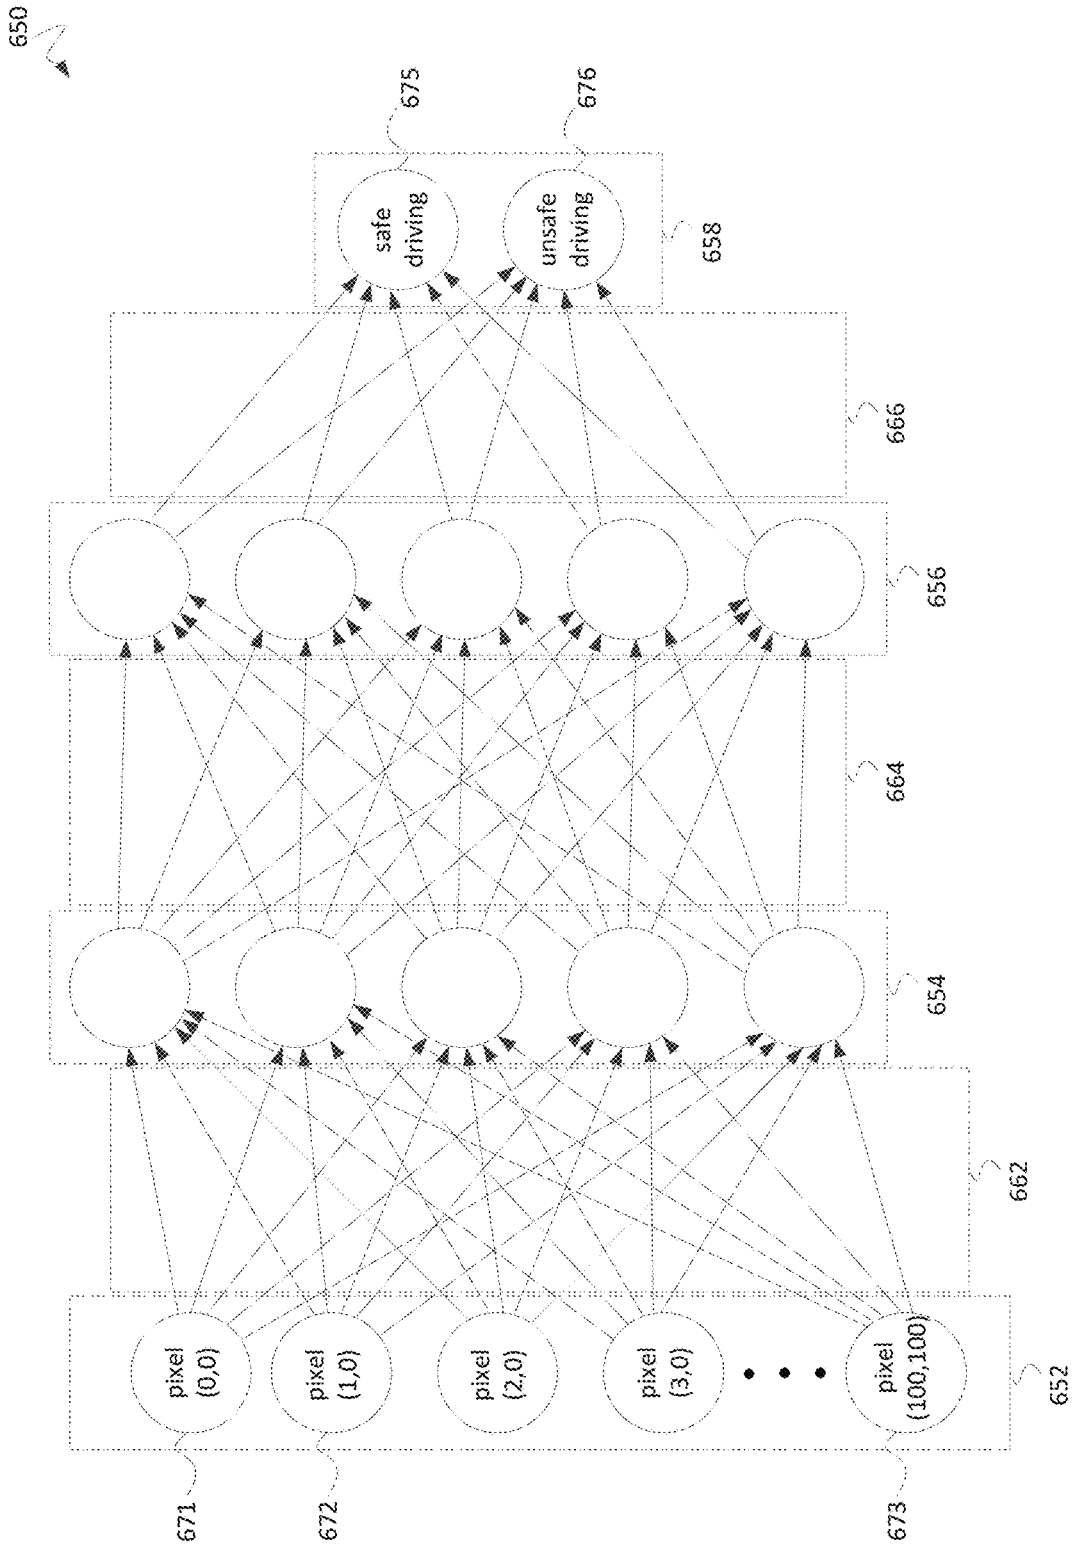 650
675
676
safe
driving
unsafe
driving
658
666
656
664
654
662
pixel
(0,0)
pixel
(1,0)
pixel
(2,0)
pixel
(3,0)
pixel
(100,100)
652
671
672
673